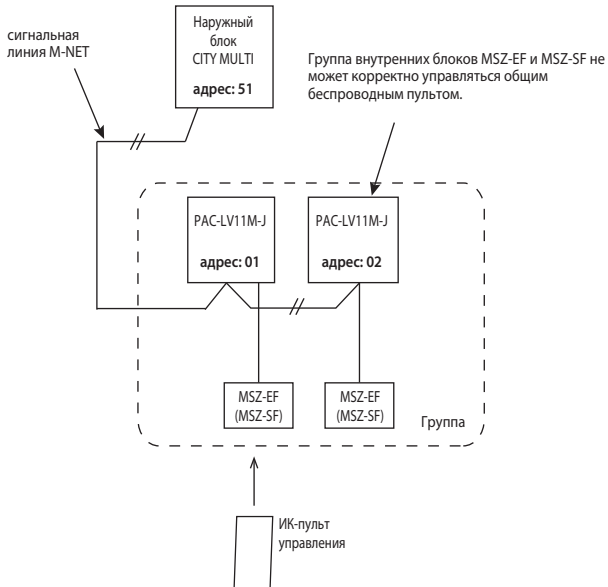 сигнальная
линия M-NET
Наружный
блок
CITY MULTI
адрес: 51
Группа внутренних блоков MSZ-EF и MSZ-SF не
может корректно управляться общим
беспроводным пультом.
PAC-LV11M-J
адрес: 01
PAC-LV11M-J
адрес: 02
MSZ-EF
(MSZ-SF)
MSZ-EF
(MSZ-SF)
Группа
ИК-пульт
управления